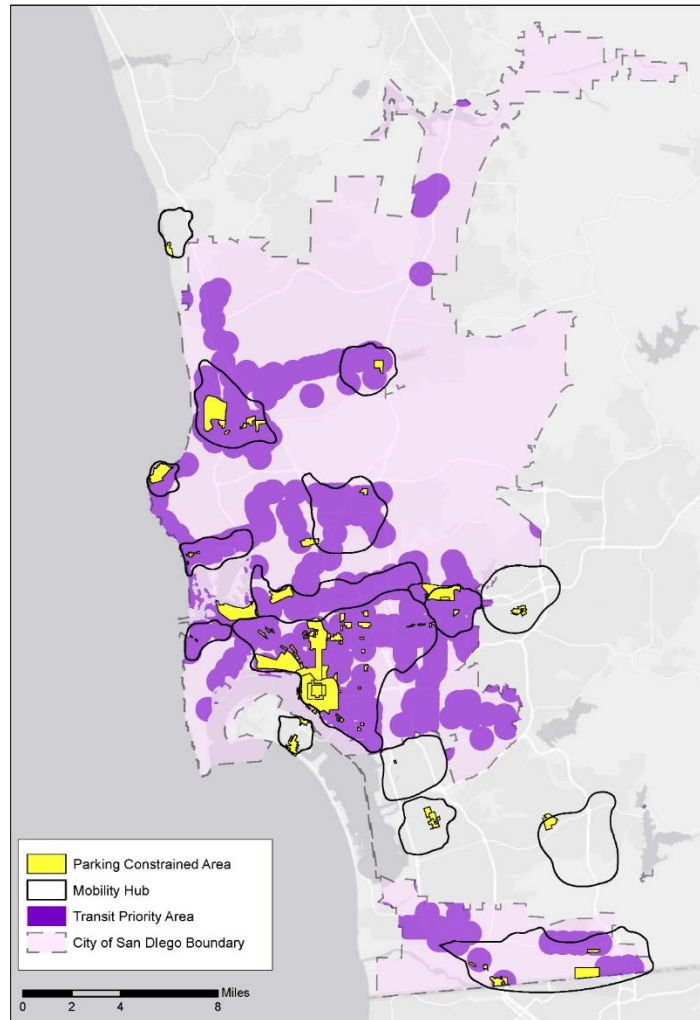 Parking Constrained Area
Mobility Hub
Transit Priority Area
City of San DIego Boundary
Miles
0 2 4 8